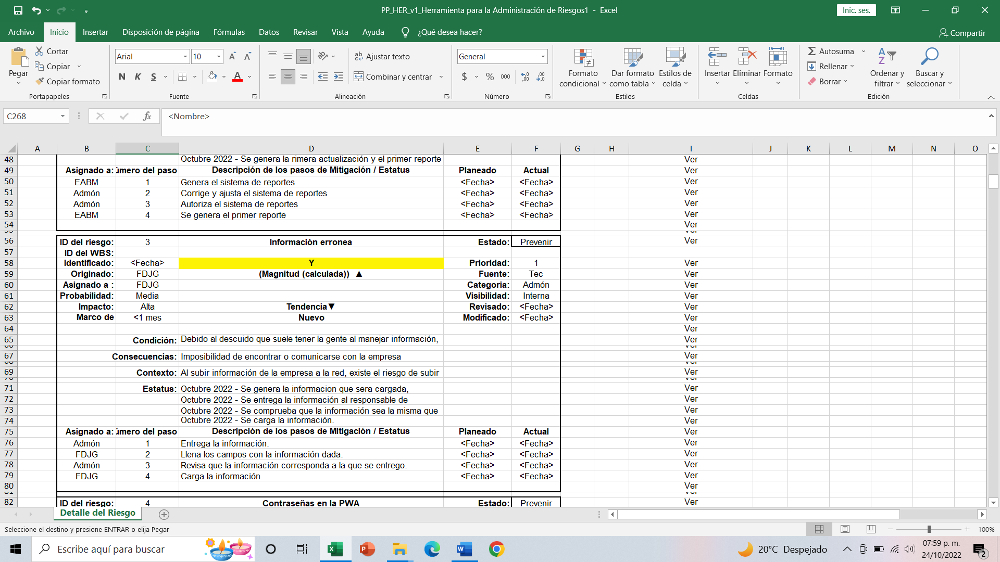 PP_HER_v1_Herramienta para la Administración de Riesgos1 - Excel
Inic. ses.
Archivo Inicio Insertar Disposición de página Fórmulas Datos Revisar Vista Ayuda ¿Qué desea hacer? Compartir
Pegar
Cortar
Copiar
Copiar formato
Portapapeles
Arial 10
N K S
Fuente
Ajustar texto
Combinar y centrar
Alineación
General
$ % 000
Número
Formato condicional
Dar formato como tabla
Estilos de celda
Estilos
Insertar Eliminar Formato
Celdas
Autosuma
Rellenar
Borrar
Ordenar y filtrar
Buscar y seleccionar
Edición
C268 fx <Nombre>
A B C D E F G H I J K L M N O
48 Octubre 2022 - Se genera la rimera actualización y el primer reporte Ver
49 Asignado a: úmero del paso Descripción de los pasos de Mitigación / Estatus Planeado Actual Ver
50 EABM 1 Genera el sistema de reportes <Fecha> <Fecha> Ver
51 Admón 2 Corrige y ajusta el sistema de reportes <Fecha> <Fecha> Ver
52 Admón 3 Autoriza el sistema de reportes <Fecha> <Fecha> Ver
53 EABM 4 Se genera el primer reporte <Fecha> <Fecha> Ver
54 Ver
56 ID del riesgo: 3 Información erronea Estado: Prevenir Ver
57 ID del WBS:
58 Identificado: <Fecha> Y Prioridad: 1 Ver
59 Originado: FDJG (Magnitud (calculada)) ▲ Fuente: Tec Ver
60 Asignado a : FDJG Categoria: Admón Ver
61 Probabilidad: Media Visibilidad: Interna Ver
62 Impacto: Alta Tendencia▼ Revisado: <Fecha> Ver
63 Marco de <1 mes Nuevo Modificado: <Fecha> Ver
64 Ver
65 Condición: Debido al descuido que suele tener la gente al manejar información, Ver
67 Consecuencias: Imposibilidad de encontrar o comunicarse con la empresa Ver
69 Contexto: Al subir información de la empresa a la red, existe el riesgo de subir Ver
71 Estatus: Octubre 2022 - Se genera la informacion que sera cargada, Ver
72 Octubre 2022 - Se entrega la información al responsable de Ver
73 Octubre 2022 - Se comprueba que la información sea la misma que Ver
74 Octubre 2022 - Se carga la información. Ver
75 Asignado a: úmero del paso Descripción de los pasos de Mitigación / Estatus Planeado Actual Ver
76 Admón 1 Entrega la información. <Fecha> <Fecha> Ver
77 FDJG 2 Llena los campos con la información dada. <Fecha> <Fecha> Ver
78 Admón 3 Revisa que la información corresponda a la que se entrego. <Fecha> <Fecha> Ver
79 FDJG 4 Carga la información <Fecha> <Fecha> Ver
80 Ver
82 ID del riesgo: 4 Contraseñas en la PWA Estado: Prevenir Ver
Detalle del Riesgo
Seleccione el destino y presione ENTRAR o elija Pegar
100%
Escribe aquí para buscar
20°C Despejado
07:59 p. m.
24/10/2022
2